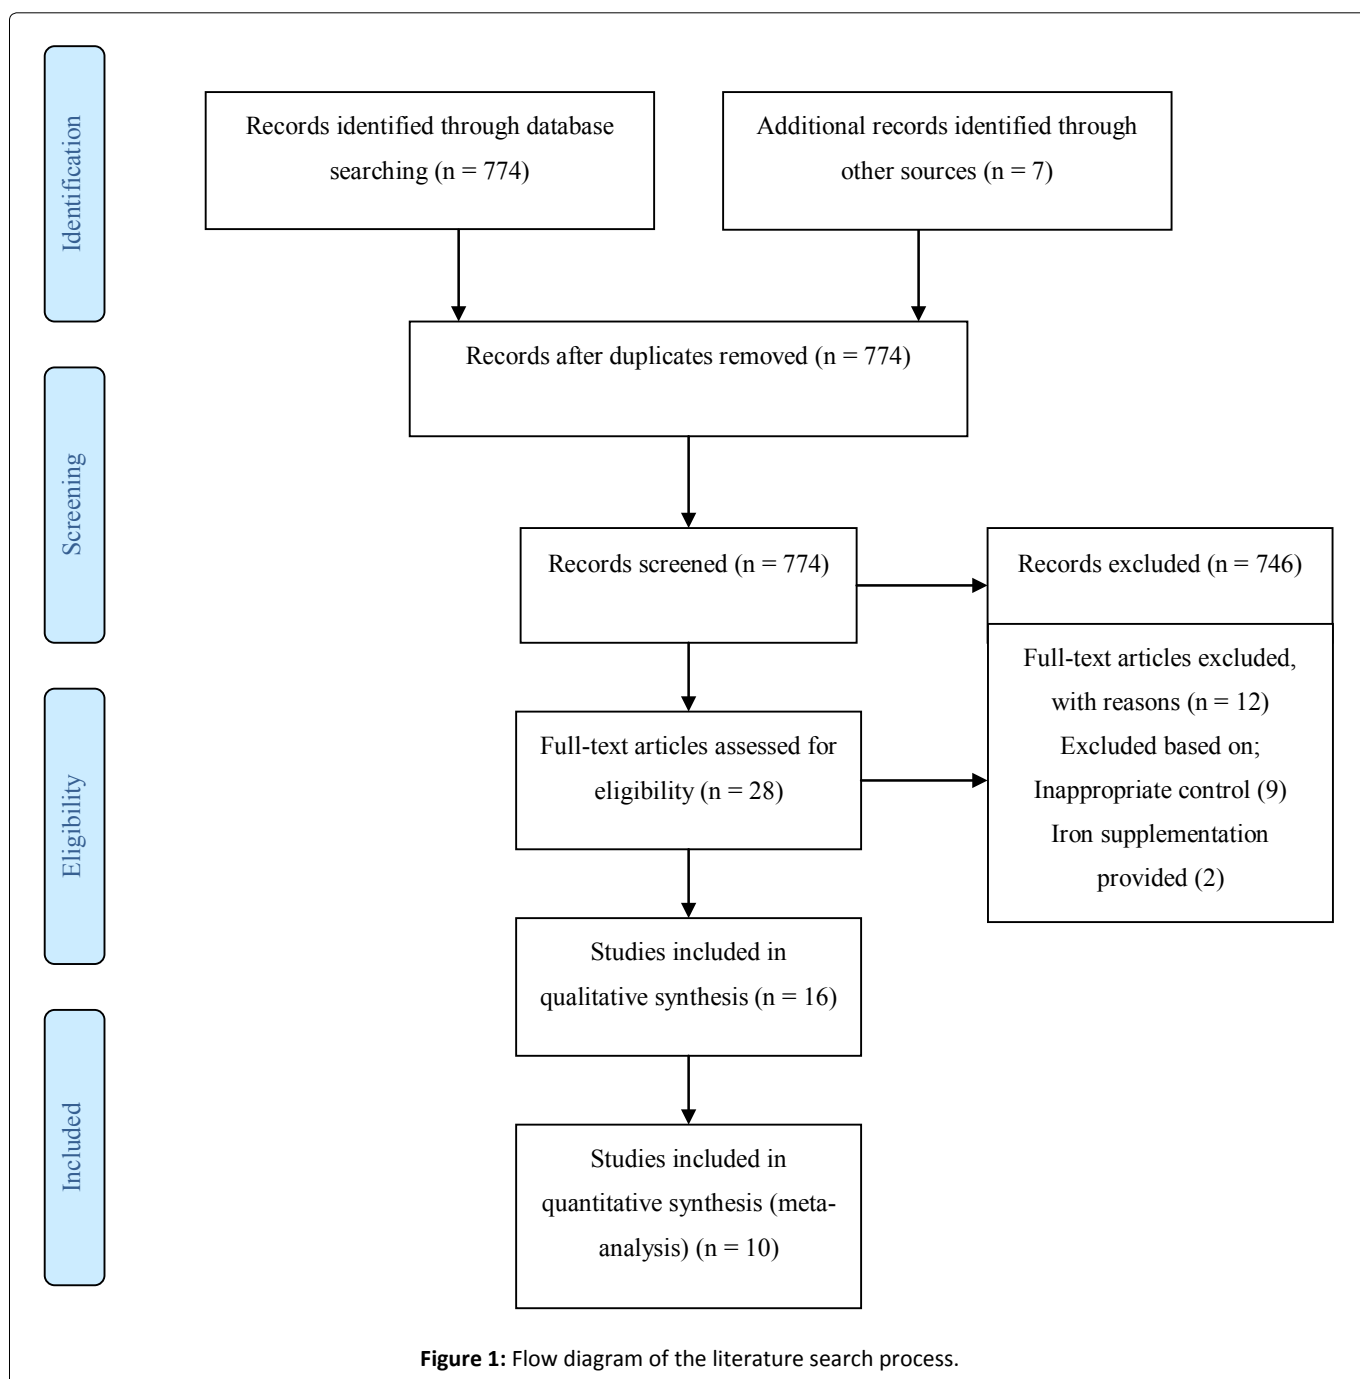 Identification
Records identified through database
searching (n = 774)
Additional records identified through
other sources (n = 7)
Records after duplicates removed (n = 774)
Screening
Records screened (n = 774)
Records excluded (n = 746)
Eligibility
Full-text articles assessed for
eligibility (n = 28)
Full-text articles excluded,
with reasons (n = 12)
Excluded based on;
Inappropriate control (9)
Iron supplementation
provided (2)
Studies included in
qualitative synthesis (n = 16)
Included
Studies included in
quantitative synthesis (meta-
analysis) (n = 10)
Figure 1: Flow diagram of the literature search process.